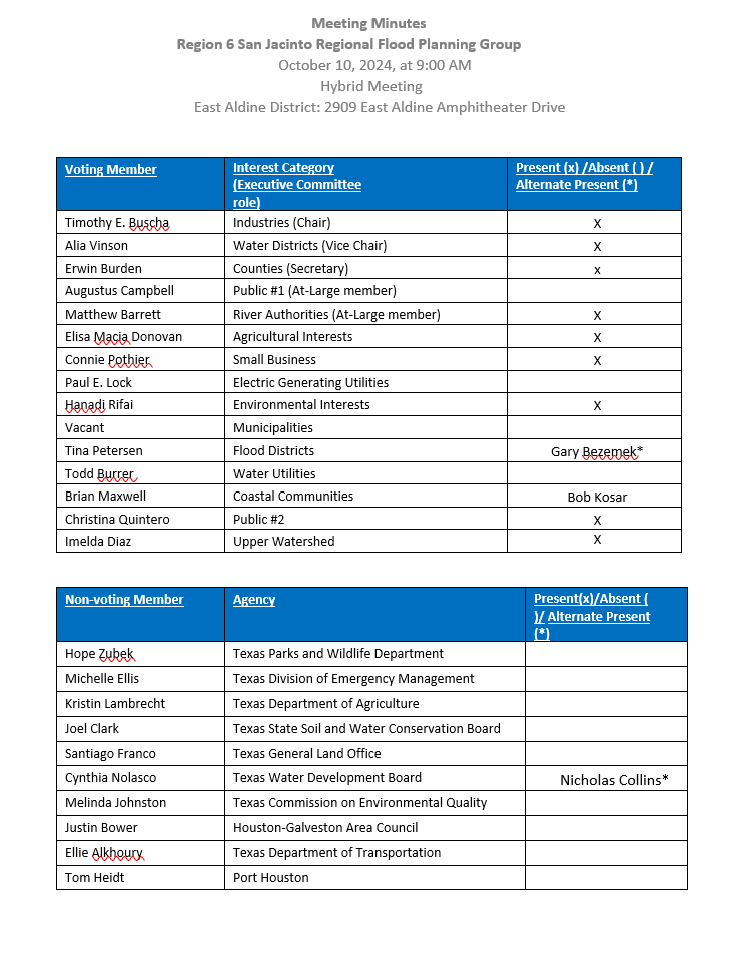 Meeting Minutes
Region 6 San Jacinto Regional Flood Planning Group
October 10, 2024, at 9:00 AM
Hybrid Meeting
East Aldine District: 2909 East Aldine Amphitheater Drive
Voting Member Interest Category (Executive Committee role) Present (x) /Absent ( ) / Alternate Present (*)
Timothy E. Buscha Industries (Chair) X
Alia Vinson Water Districts (Vice Chair) X
Erwin Burden Counties (Secretary) x
Augustus Campbell Public #1 (At-Large member)
Matthew Barrett River Authorities (At-Large member) X
Elisa Macia Donovan Agricultural Interests X
Connie Pothier Small Business X
Paul E. Lock Electric Generating Utilities
Hanadi Rifai Environmental Interests X
Vacant Municipalities
Tina Petersen Flood Districts Gary Bezemek*
Todd Burrer Water Utilities
Brian Maxwell Coastal Communities Bob Kosar
Christina Quintero Public #2 X
Imelda Diaz Upper Watershed X
Non-voting Member Agency Present(x)/Absent ( )/ Alternate Present (*)
Hope Zubek Texas Parks and Wildlife Department
Michelle Ellis Texas Division of Emergency Management
Kristin Lambrecht Texas Department of Agriculture
Joel Clark Texas State Soil and Water Conservation Board
Santiago Franco Texas General Land Office
Cynthia Nolasco Texas Water Development Board Nicholas Collins*
Melinda Johnston Texas Commission on Environmental Quality
Justin Bower Houston-Galveston Area Council
Ellie Alkhoury Texas Department of Transportation
Tom Heidt Port Houston